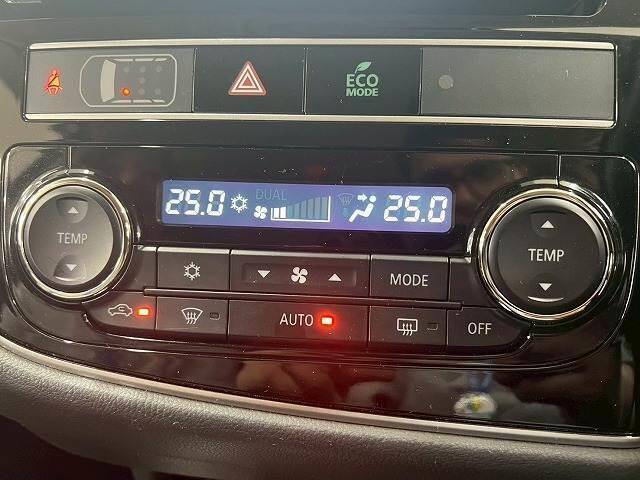 ECO
MODE
25.0 DUAL 25.0
TEMP
TEMP
MODE
AUTO
OFF